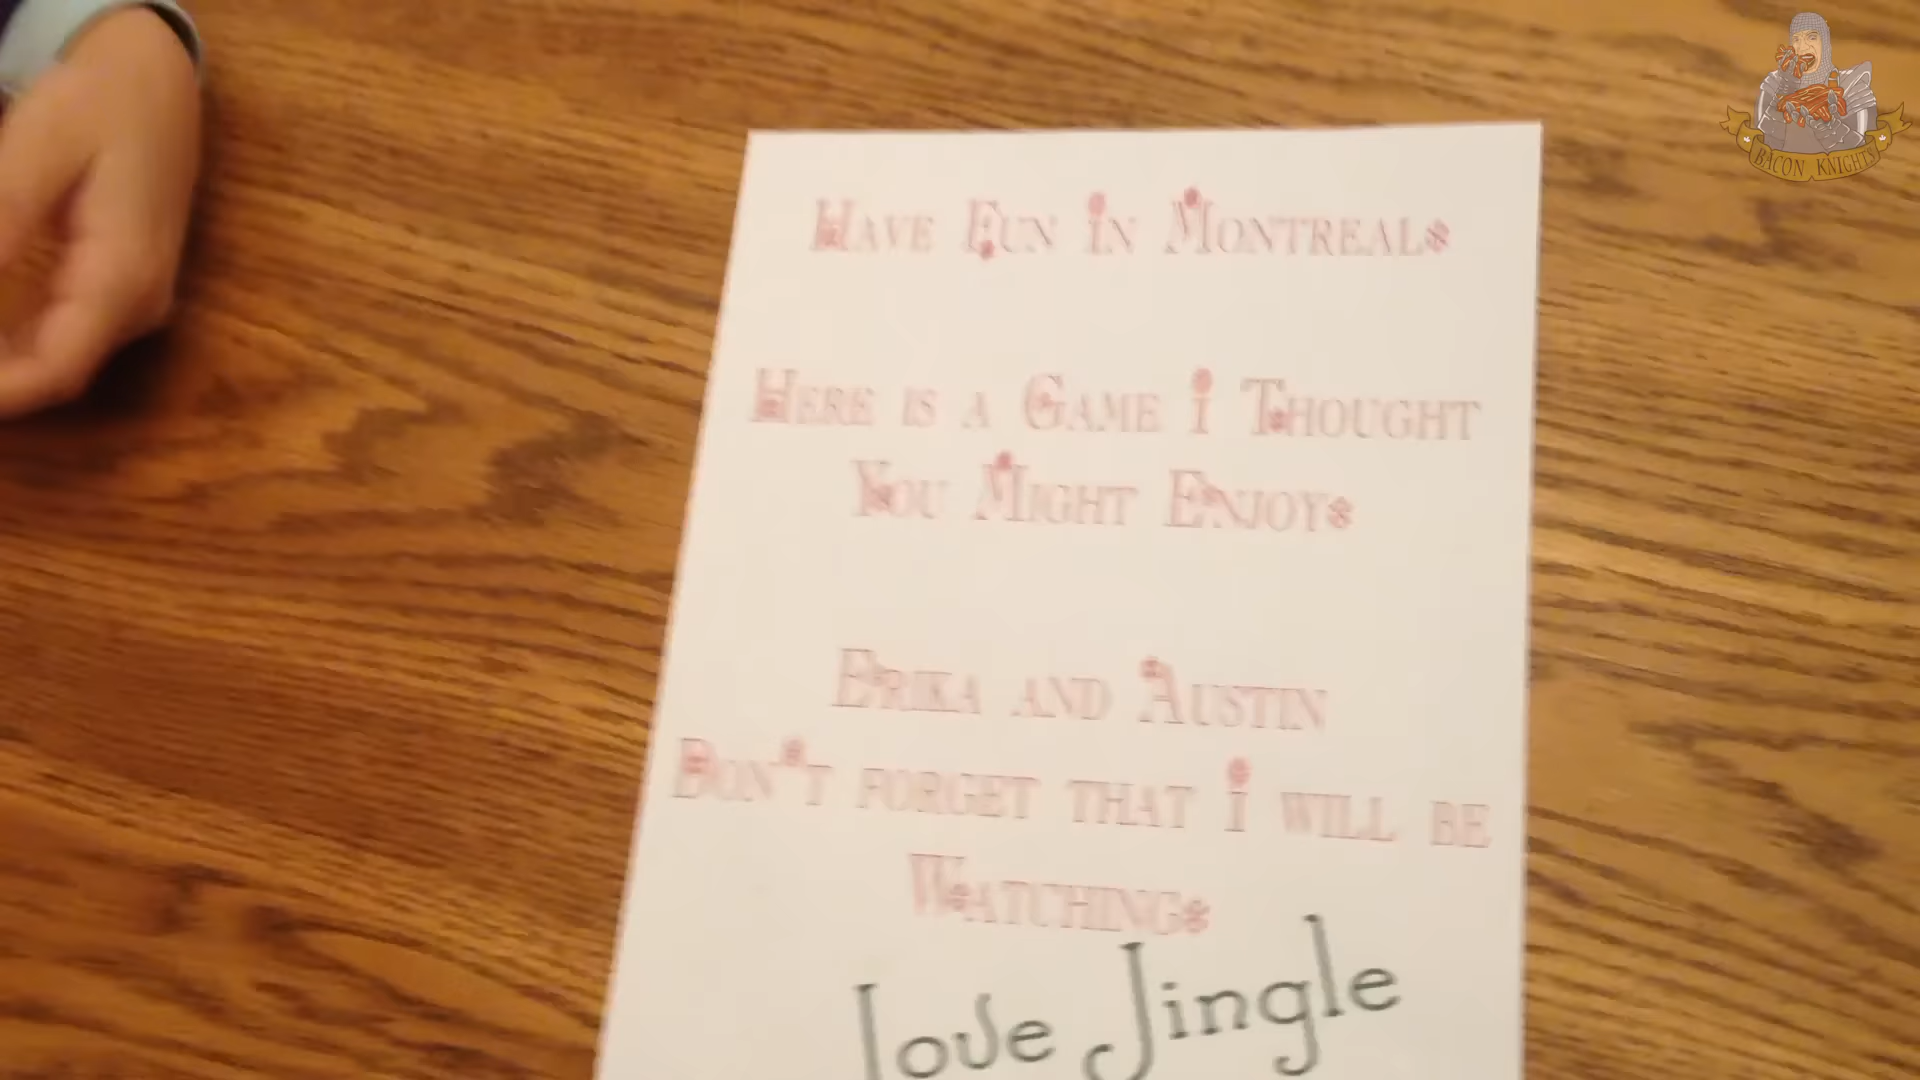 Have Fun in Montreal.
Here is a Game I Thought
You Might Enjoy.
Erika and Austin
Don't forget that I will be
Watching.
Love Jingle
BACON KNIGHTS